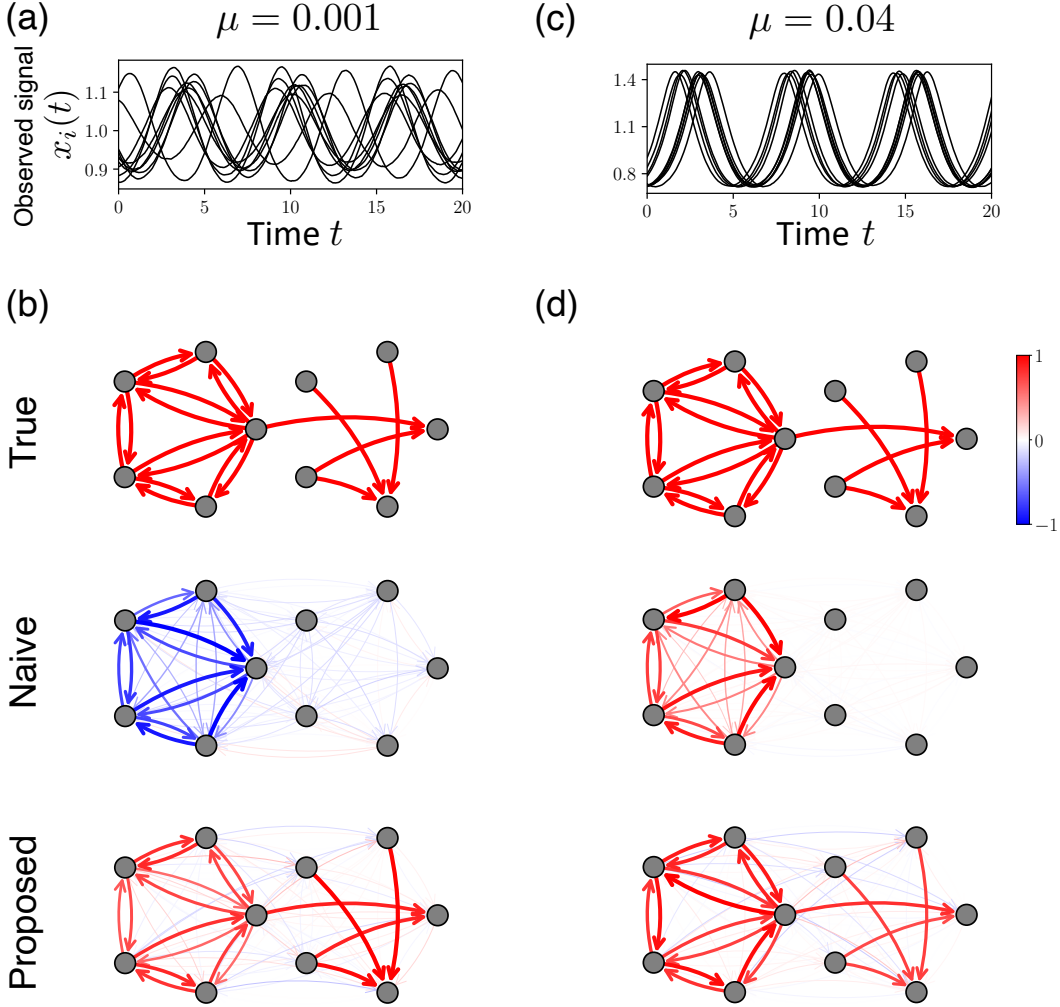 (a)
μ = 0.001
(c)
μ = 0.04
Observed signal
x_i(t)
1.1
1.0
0.9
0
5
10
15
20
Time t
1.4
1.1
0.8
0
5
10
15
20
Time t
(b)
(d)
True
1
0
−1
Naive
Proposed